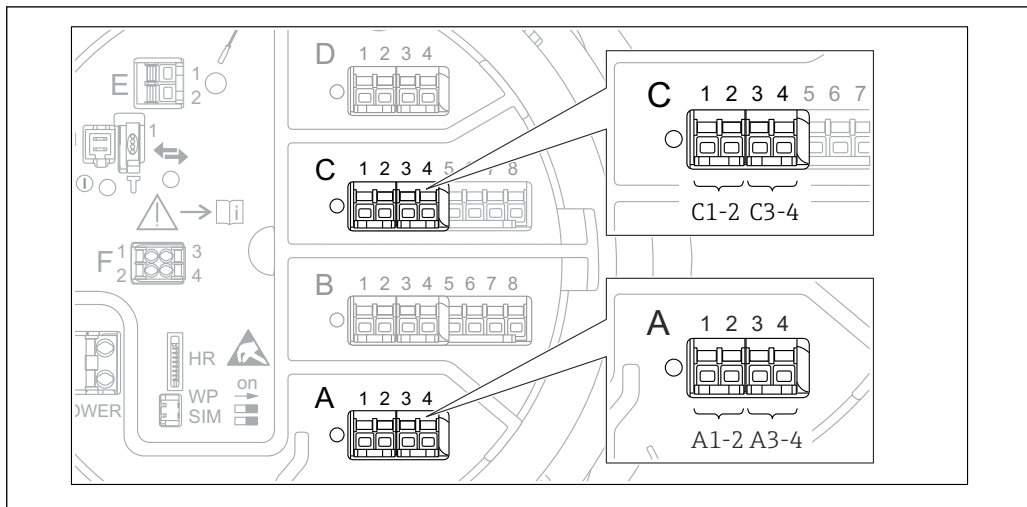 D 1 2 3 4
E 1
2
C 1 2 3 4 5 6 7
1
C 1 2 3 4 5 7 8
C1-2 C3-4
i
F 1 3
2 4
B 1 2 3 4 5 6 7 8
A 1 2 3 4
HR
WP on
SIM
OWER
A 1 2 3 4
A1-2 A3-4